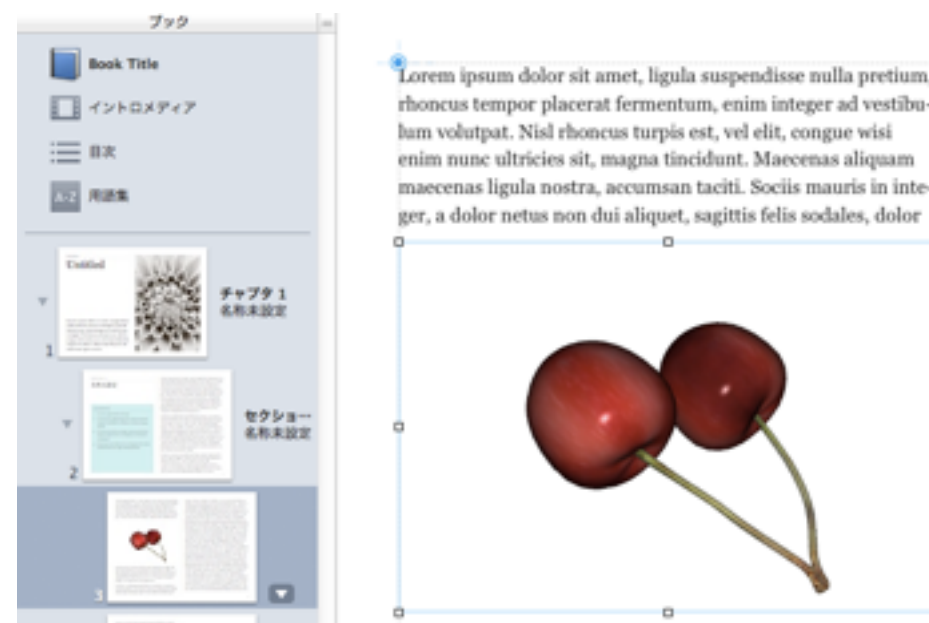 ブック
Book Title
イントロメディア
目次
A-Z 用語集
Untitled
チャプタ 1
名称未設定
1
セクショ…
名称未設定
2
3
Lorem ipsum dolor sit amet, ligula suspendisse nulla pretium,
rhoncus tempor placerat fermentum, enim integer ad vestibu-
lum volutpat. Nisl rhoncus turpis est, vel elit, congue wisi
enim nunc ultricies sit, magna tincidunt. Maecenas aliquam
maecenas ligula nostra, accumsan taciti. Sociis mauris in inte-
ger, a dolor netus non dui aliquet, sagittis felis sodales, dolor